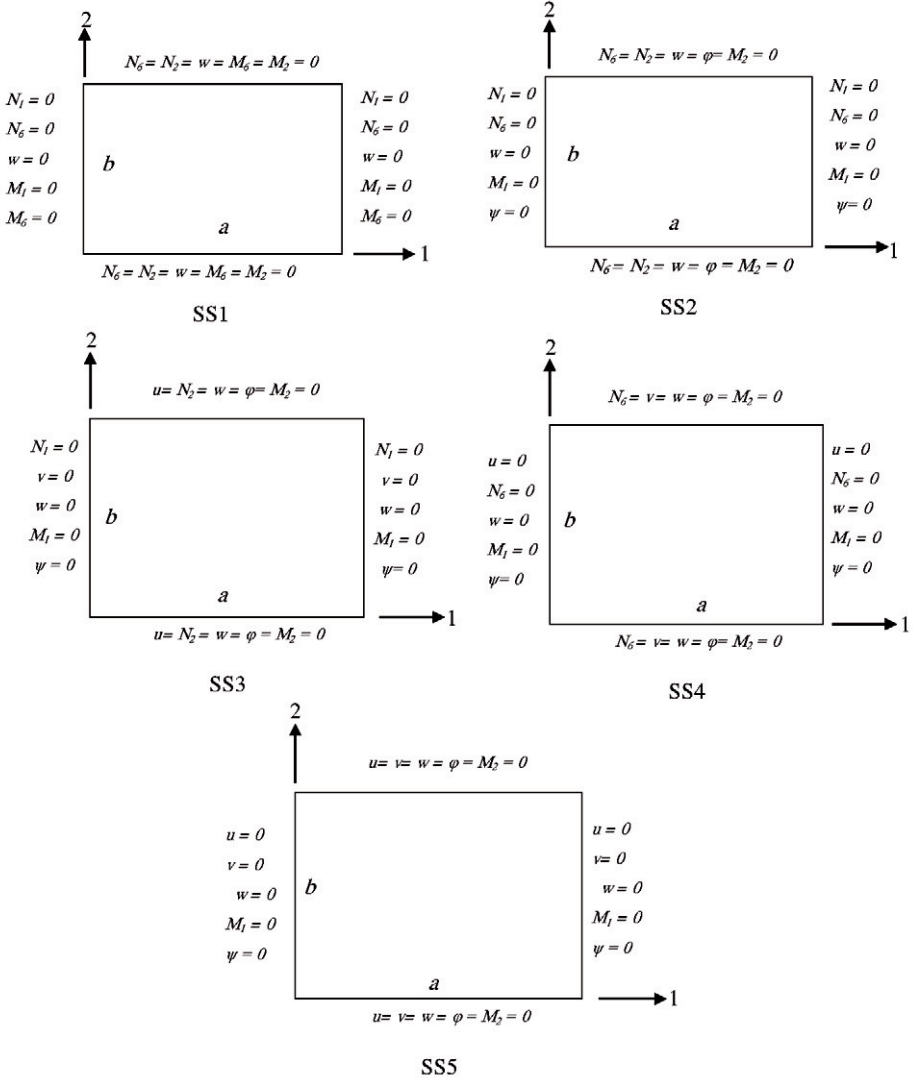 2
N₆ = N₂ = w = M₆ = M₂ = 0
N₁ = 0
N₆ = 0
w = 0
M₁ = 0
M₆ = 0
b
a
N₁ = 0
N₆ = 0
w = 0
M₁ = 0
M₆ = 0
1
N₆ = N₂ = w = M₆ = M₂ = 0
SS1
2
N₆ = N₂ = w = φ = M₂ = 0
N₁ = 0
N₆ = 0
w = 0
M₁ = 0
ψ = 0
b
a
N₁ = 0
N₆ = 0
w = 0
M₁ = 0
ψ = 0
1
N₆ = N₂ = w = φ = M₂ = 0
SS2
2
u = N₂ = w = φ = M₂ = 0
N₁ = 0
v = 0
w = 0
M₁ = 0
ψ = 0
b
a
N₁ = 0
v = 0
w = 0
M₁ = 0
ψ = 0
1
u = N₂ = w = φ = M₂ = 0
SS3
2
N₆ = v = w = φ = M₂ = 0
u = 0
N₆ = 0
w = 0
M₁ = 0
ψ = 0
b
a
u = 0
N₆ = 0
w = 0
M₁ = 0
ψ = 0
1
N₆ = v = w = φ = M₂ = 0
SS4
2
u = v = w = φ = M₂ = 0
u = 0
v = 0
w = 0
M₁ = 0
ψ = 0
b
a
u = 0
v = 0
w = 0
M₁ = 0
ψ = 0
1
u = v = w = φ = M₂ = 0
SS5